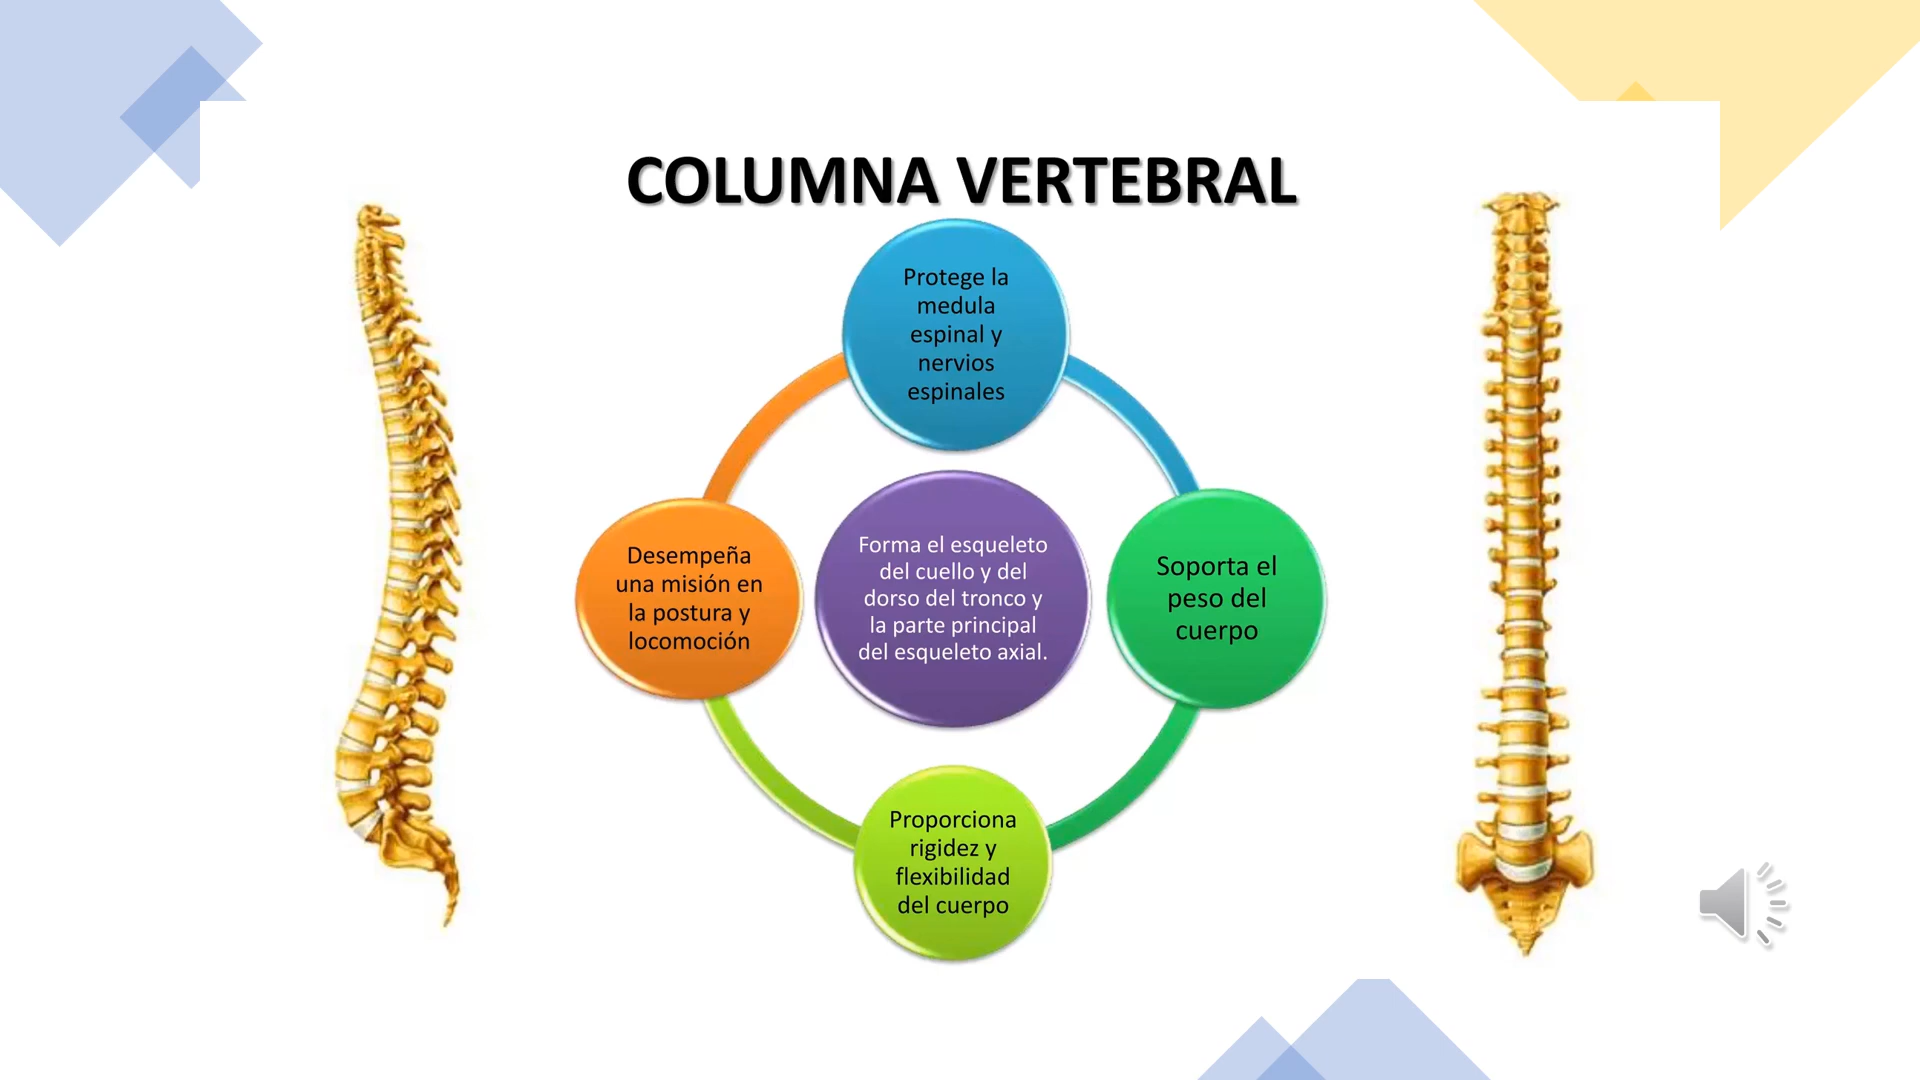 COLUMNA VERTEBRAL
Protege la
medula
espinal y
nervios
espinales
Desempeña
una misión en
la postura y
locomoción
Forma el esqueleto
del cuello y del
dorso del tronco y
la parte principal
del esqueleto axial.
Soporta el
peso del
cuerpo
Proporciona
rigidez y
flexibilidad
del cuerpo